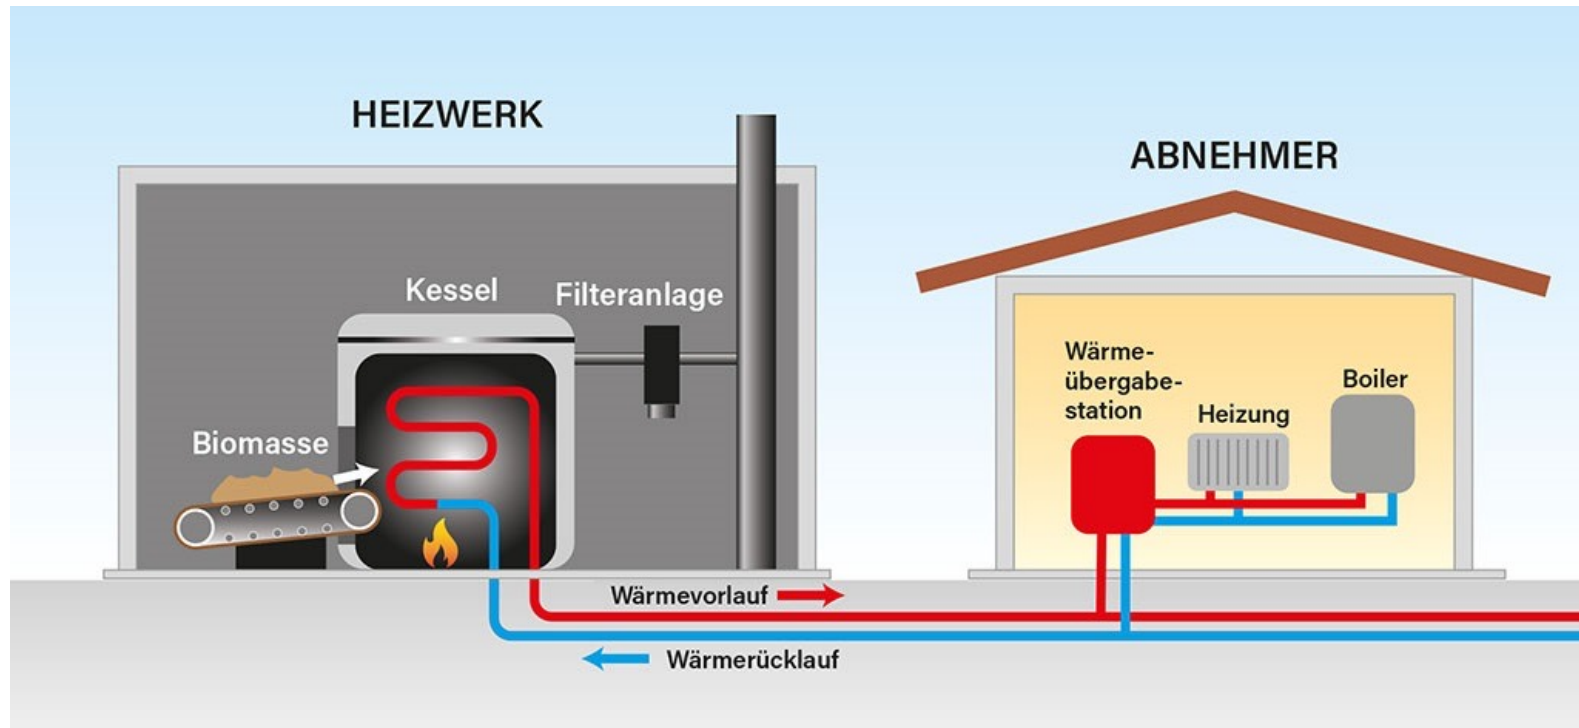 HEIZWERK
ABNEHMER
Kessel
Filteranlage
Biomasse
Wärme-
übergabe-
station
Heizung
Boiler
Wärmevorlauf
Wärmerücklauf